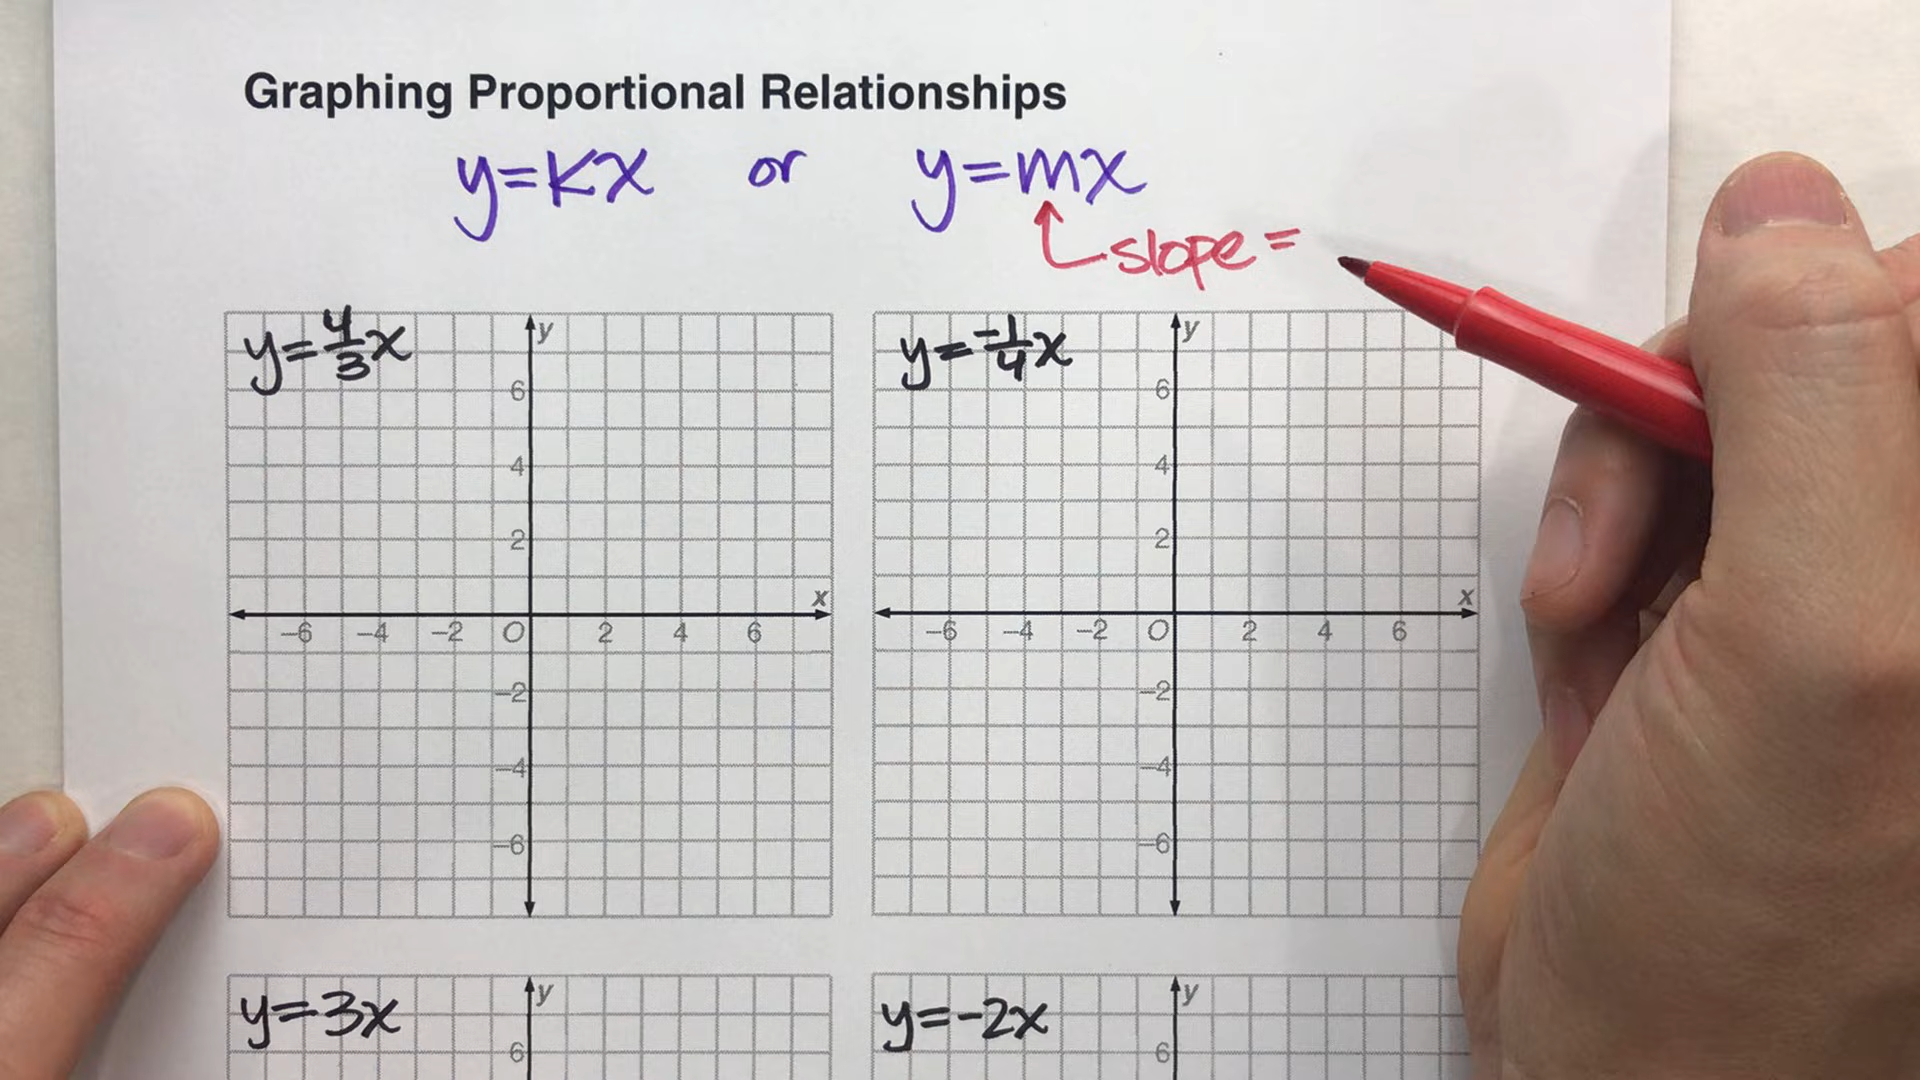 Graphing Proportional Relationships
y=kx or y=mx
slope =
y=4/3x
y
6
4
2
x
-6 -4 -2 O 2 4 6
-2
-4
-6
y=-1/4x
y
6
4
2
x
-6 -4 -2 O 2 4 6
-2
-4
-6
y=3x
y
6
y=-2x
y
6